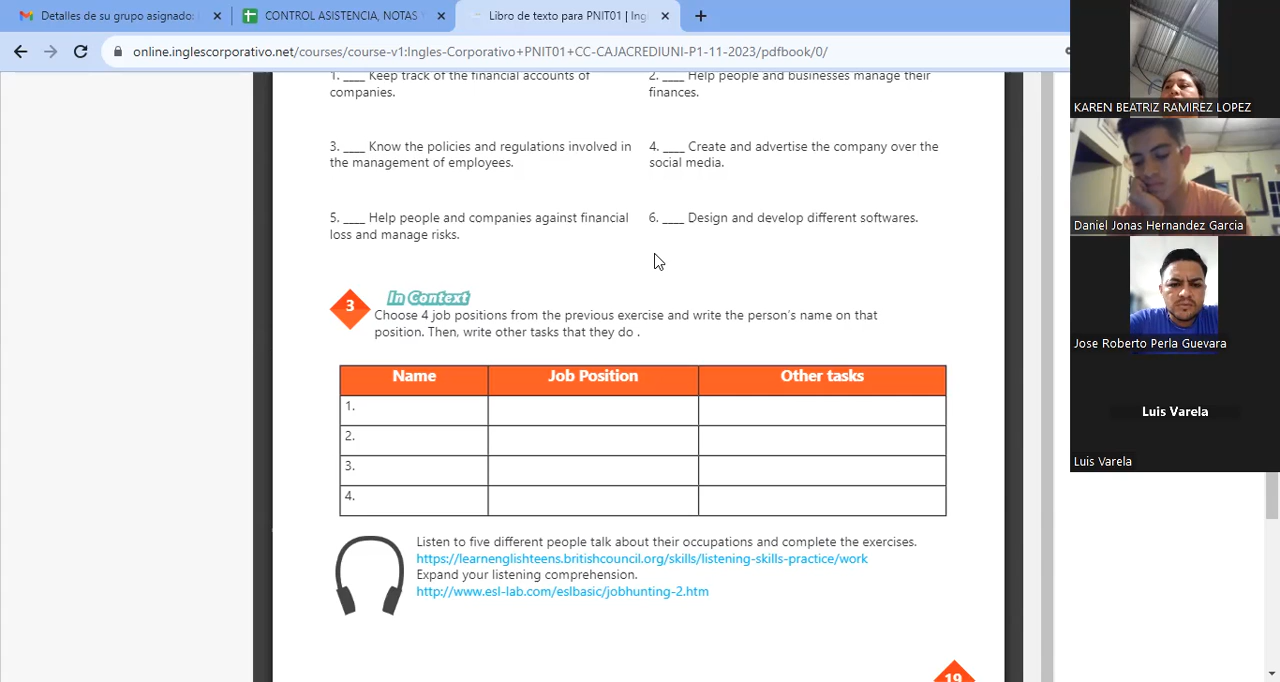 Detalles de su grupo asignado:
CONTROL ASISTENCIA, NOTAS Y
Libro de texto para PNIT01 | Ing
online.inglescorporativo.net/courses/course-v1:Ingles-Corporativo+PNIT01+CC-CAJACREDIUNI-P1-11-2023/pdfbook/0/
1. ____ Keep track of the financial accounts of companies.
2. ____ Help people and businesses manage their finances.
3. ____ Know the policies and regulations involved in the management of employees.
4. ____ Create and advertise the company over the social media.
5. ____ Help people and companies against financial loss and manage risks.
6. ____ Design and develop different softwares.
3
In Context
Choose 4 job positions from the previous exercise and write the person's name on that
position. Then, write other tasks that they do .
Name Job Position Other tasks
1.
2.
3.
4.
Listen to five different people talk about their occupations and complete the exercises.
https://learnenglishteens.britishcouncil.org/skills/listening-skills-practice/work
Expand your listening comprehension.
http://www.esl-lab.com/eslbasic/jobhunting-2.htm
19
KAREN BEATRIZ RAMIREZ LOPEZ
Daniel Jonas Hernandez Garcia
Jose Roberto Perla Guevara
Luis Varela
Luis Varela